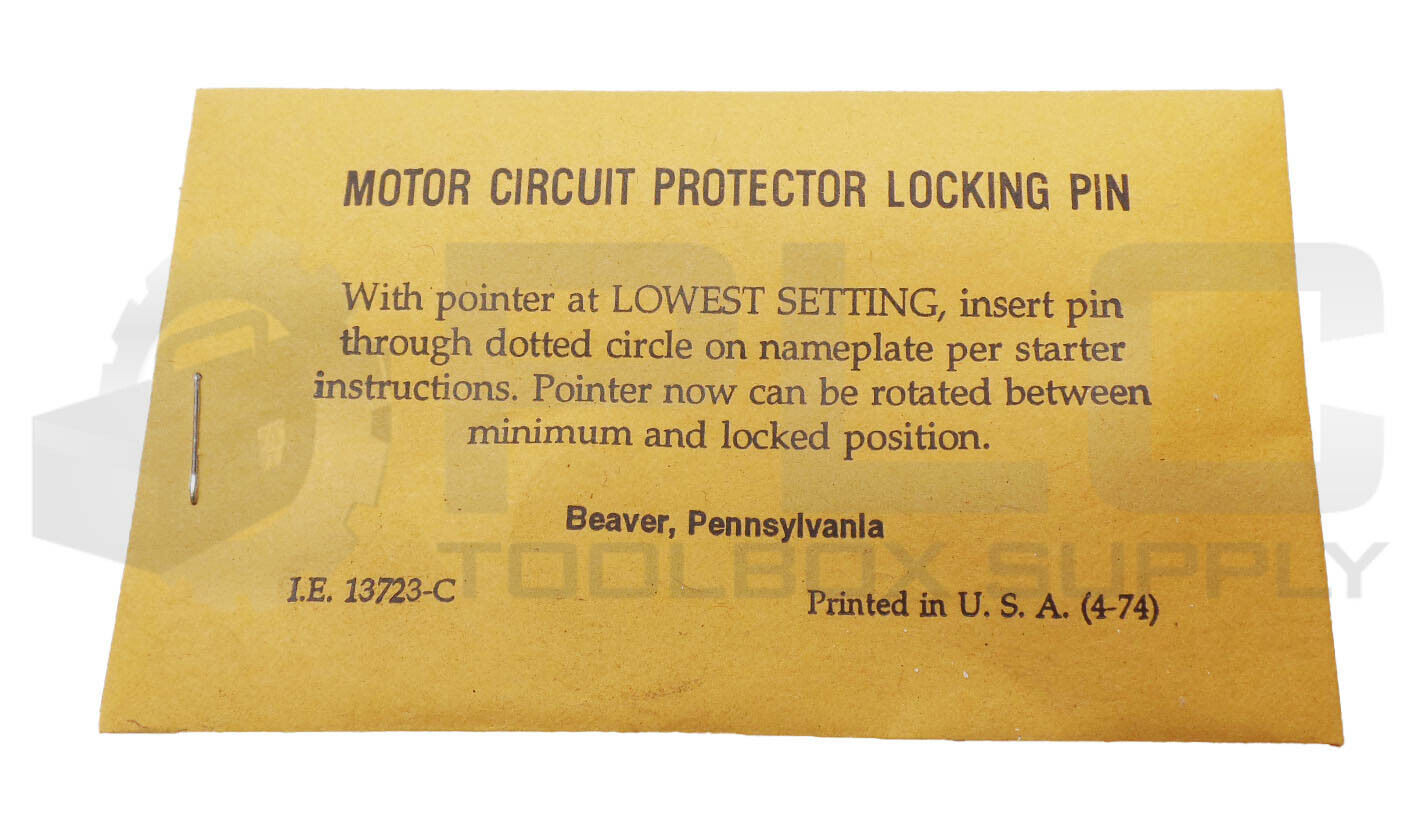 MOTOR CIRCUIT PROTECTOR LOCKING PIN
With pointer at LOWEST SETTING, insert pin
through dotted circle on nameplate per starter
instructions. Pointer now can be rotated between
minimum and locked position.
Beaver, Pennsylvania
I.E. 13723-C
Printed in U. S. A. (4-74)
PLC
TOOLBOX SUPPLY